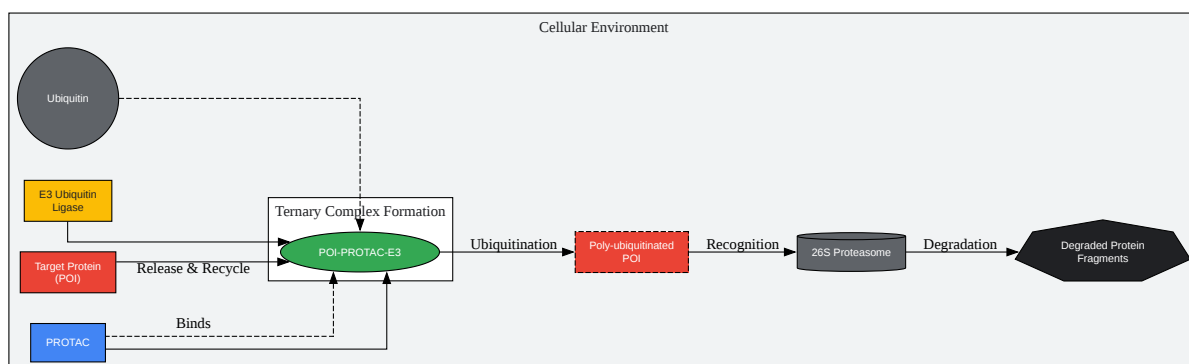 Cellular Environment
Ubiquitin
E3 Ubiquitin
Ligase
Ternary Complex Formation
POI-PROTAC-E3
Ubiquitination
Poly-ubiquitinated
POI
Recognition
26S Proteasome
Degradation
Degraded Protein
Fragments
Target Protein
(POI)
Release & Recycle
Binds
PROTAC